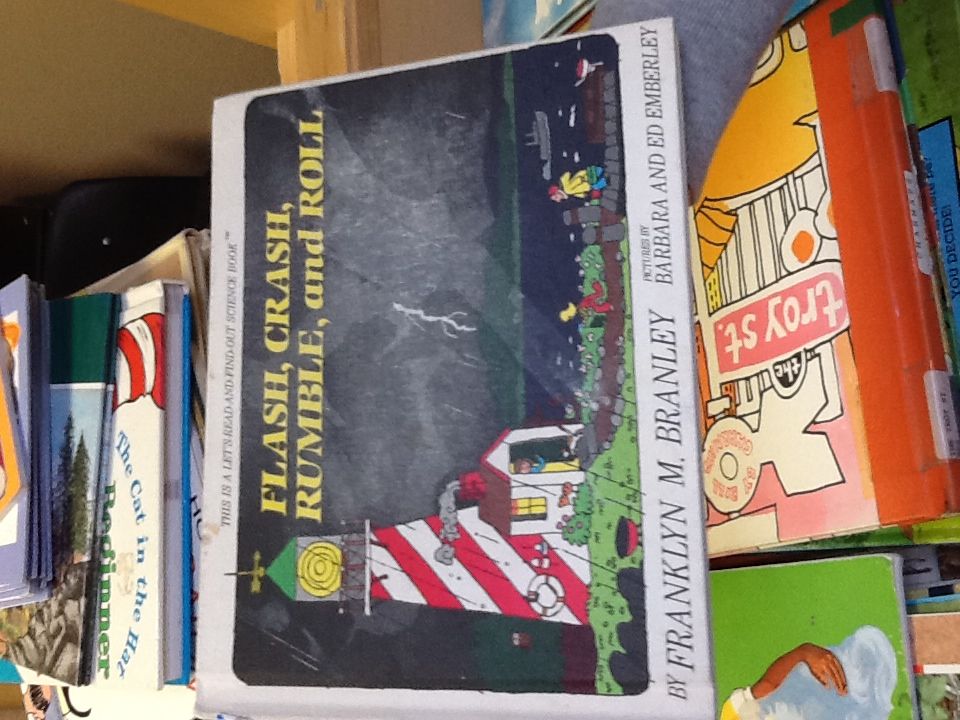 THIS IS A LET'S-READ-AND-FIND-OUT SCIENCE BOOK™
FLASH, CRASH,
RUMBLE, and ROLL
BY FRANKLYN M. BRANLEY
PICTURES BY
BARBARA AND ED EMBERLEY
The Cat in the Hat
Beginner
troy st.
the
YOU DECIDE!